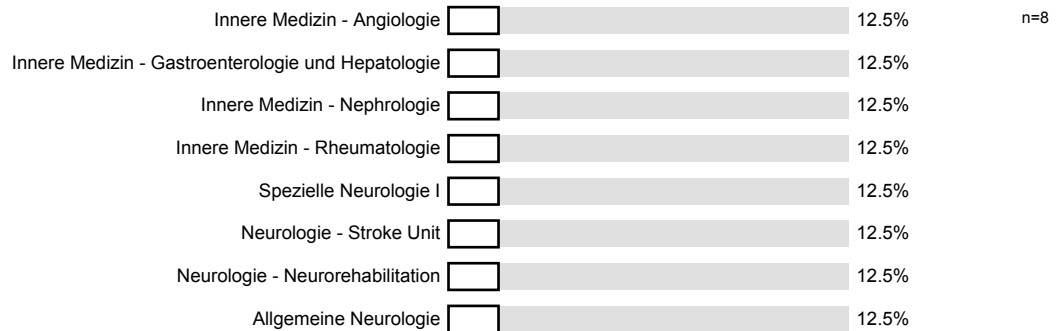 Innere Medizin - Angiologie 12.5% n=8
Innere Medizin - Gastroenterologie und Hepatologie 12.5%
Innere Medizin - Nephrologie 12.5%
Innere Medizin - Rheumatologie 12.5%
Spezielle Neurologie I 12.5%
Neurologie - Stroke Unit 12.5%
Neurologie - Neurorehabilitation 12.5%
Allgemeine Neurologie 12.5%